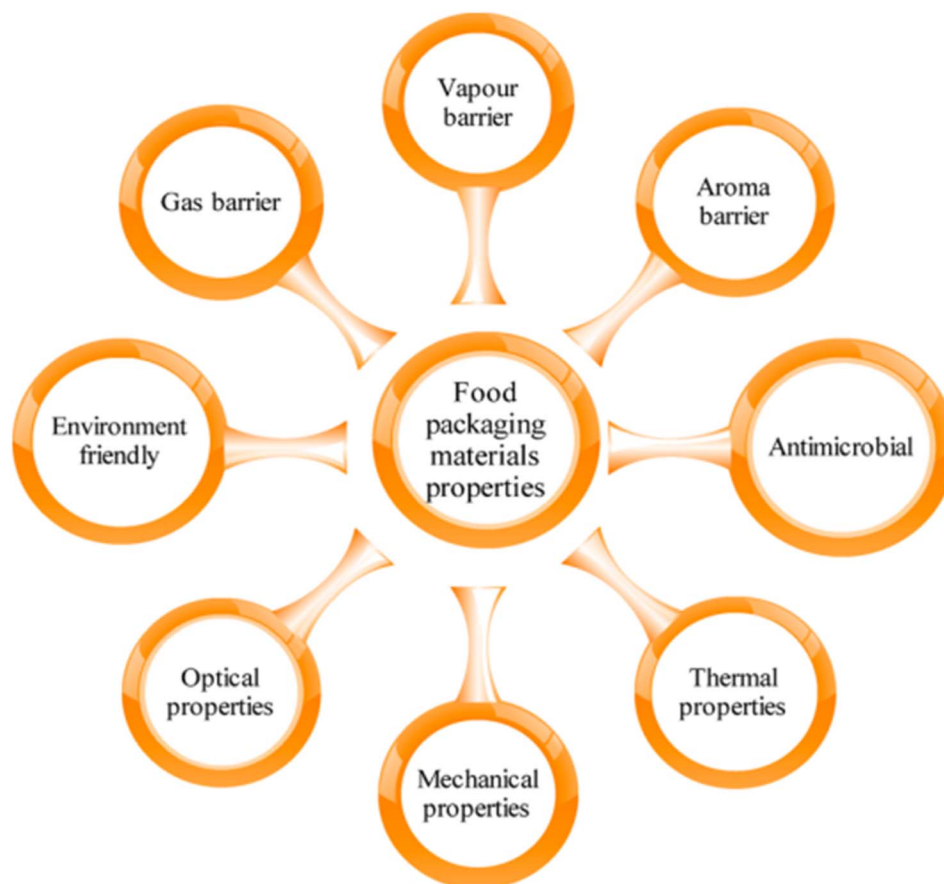 Vapour
barrier
Gas barrier
Aroma
barrier
Environment
friendly
Food
packaging
materials
properties
Antimicrobial
Optical
properties
Thermal
properties
Mechanical
properties